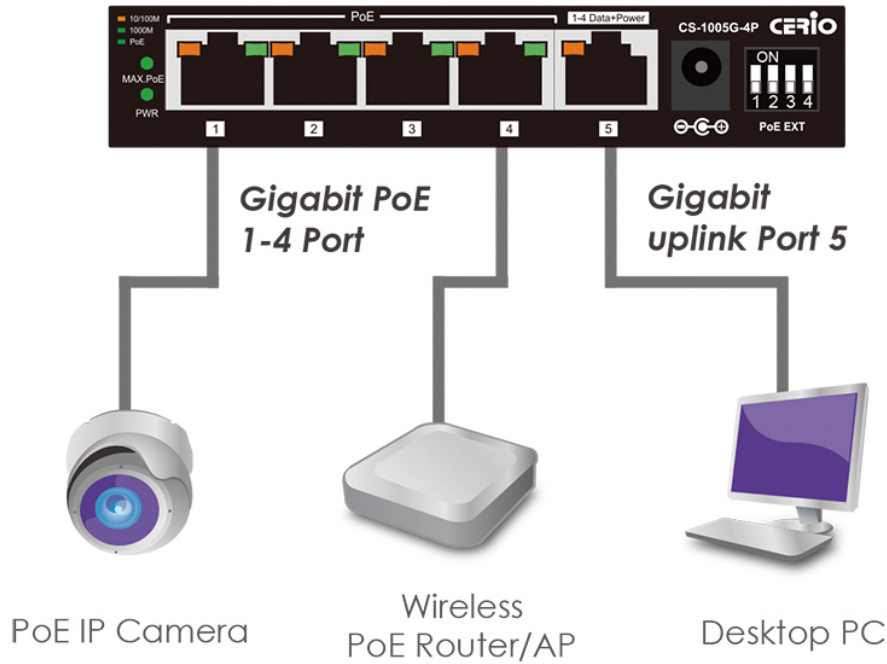 10/100M
1000M
PoE
PoE
1-4 Data+Power
CS-1005G-4P CERIO
MAX.PoE
PWR
ON
1 2 3 4
1 2 3 4 5
PoE EXT
Gigabit PoE
1-4 Port
Gigabit
uplink Port 5
PoE IP Camera
Wireless
PoE Router/AP
Desktop PC